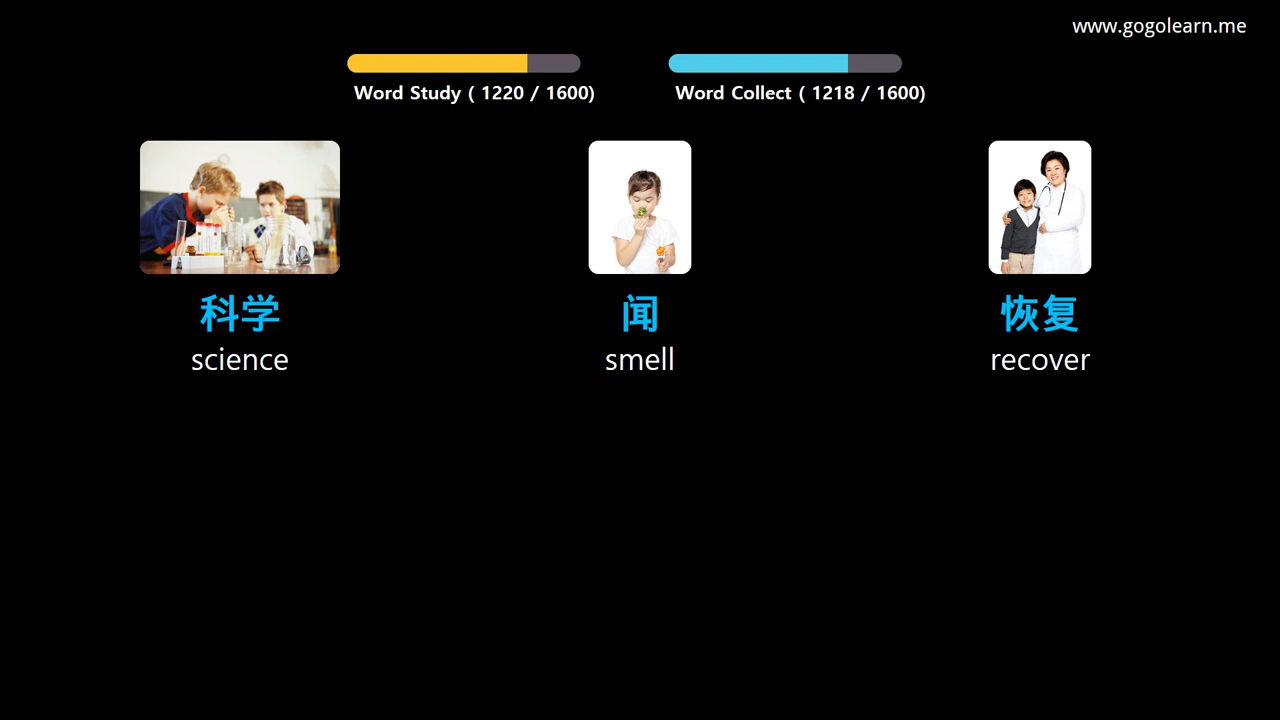 www.gogolearn.me
Word Study ( 1220 / 1600)
Word Collect ( 1218 / 1600)
科学
science
闻
smell
恢复
recover